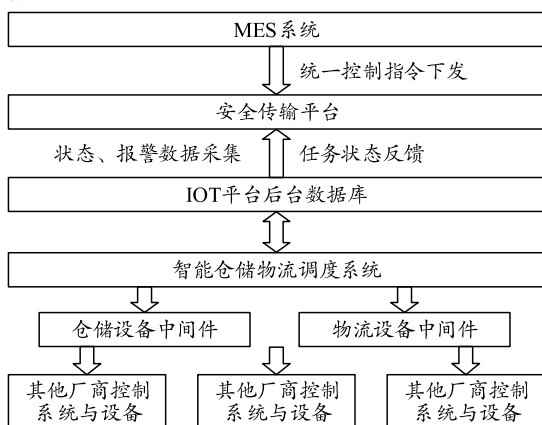 MES系统
统一控制指令下发
安全传输平台
状态、报警数据采集 任务状态反馈
IOT平台后台数据库
智能仓储物流调度系统
仓储设备中间件 物流设备中间件
其他厂商控制 其他厂商控制 其他厂商控制
系统与设备 系统与设备 系统与设备